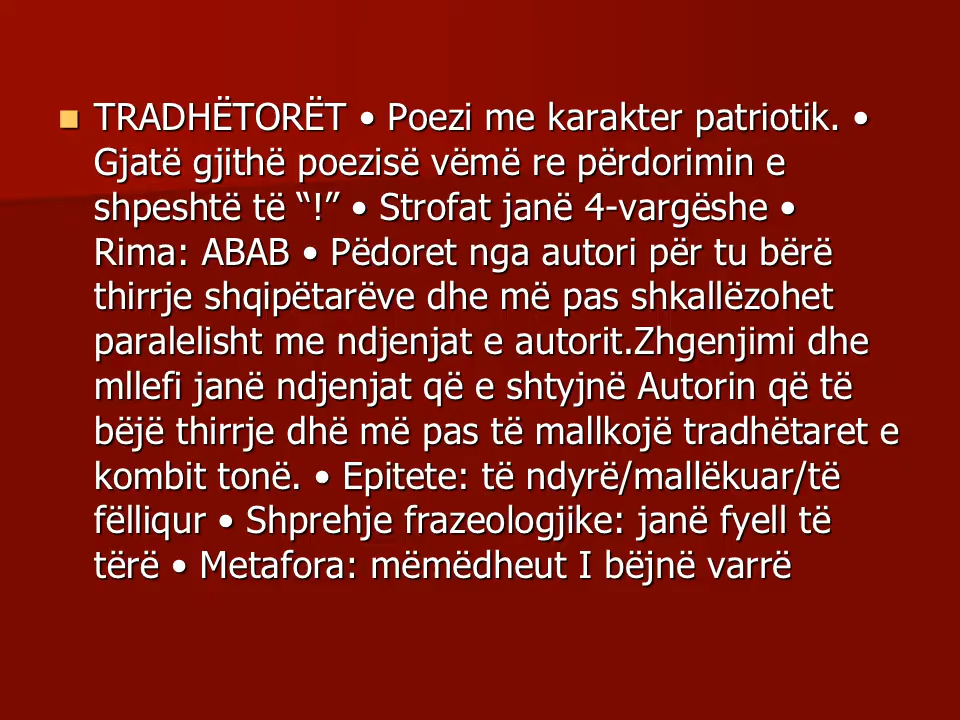 TRADHËTORËT • Poezi me karakter patriotik. •
Gjatë gjithë poezisë vëmë re përdorimin e
shpeshtë të “!” • Strofat janë 4-vargëshe •
Rima: ABAB • Pëdoret nga autori për tu bërë
thirrje shqipëtarëve dhe më pas shkallëzohet
paralelisht me ndjenjat e autorit.Zhgenjimi dhe
mllefi janë ndjenjat që e shtyjnë Autorin që të
bëjë thirrje dhë më pas të mallkojë tradhëtaret e
kombit tonë. • Epitete: të ndyrë/mallëkuar/të
fëlliqur • Shprehje frazeologjike: janë fyell të
tërë • Metafora: mëmëdheut I bëjnë varrë